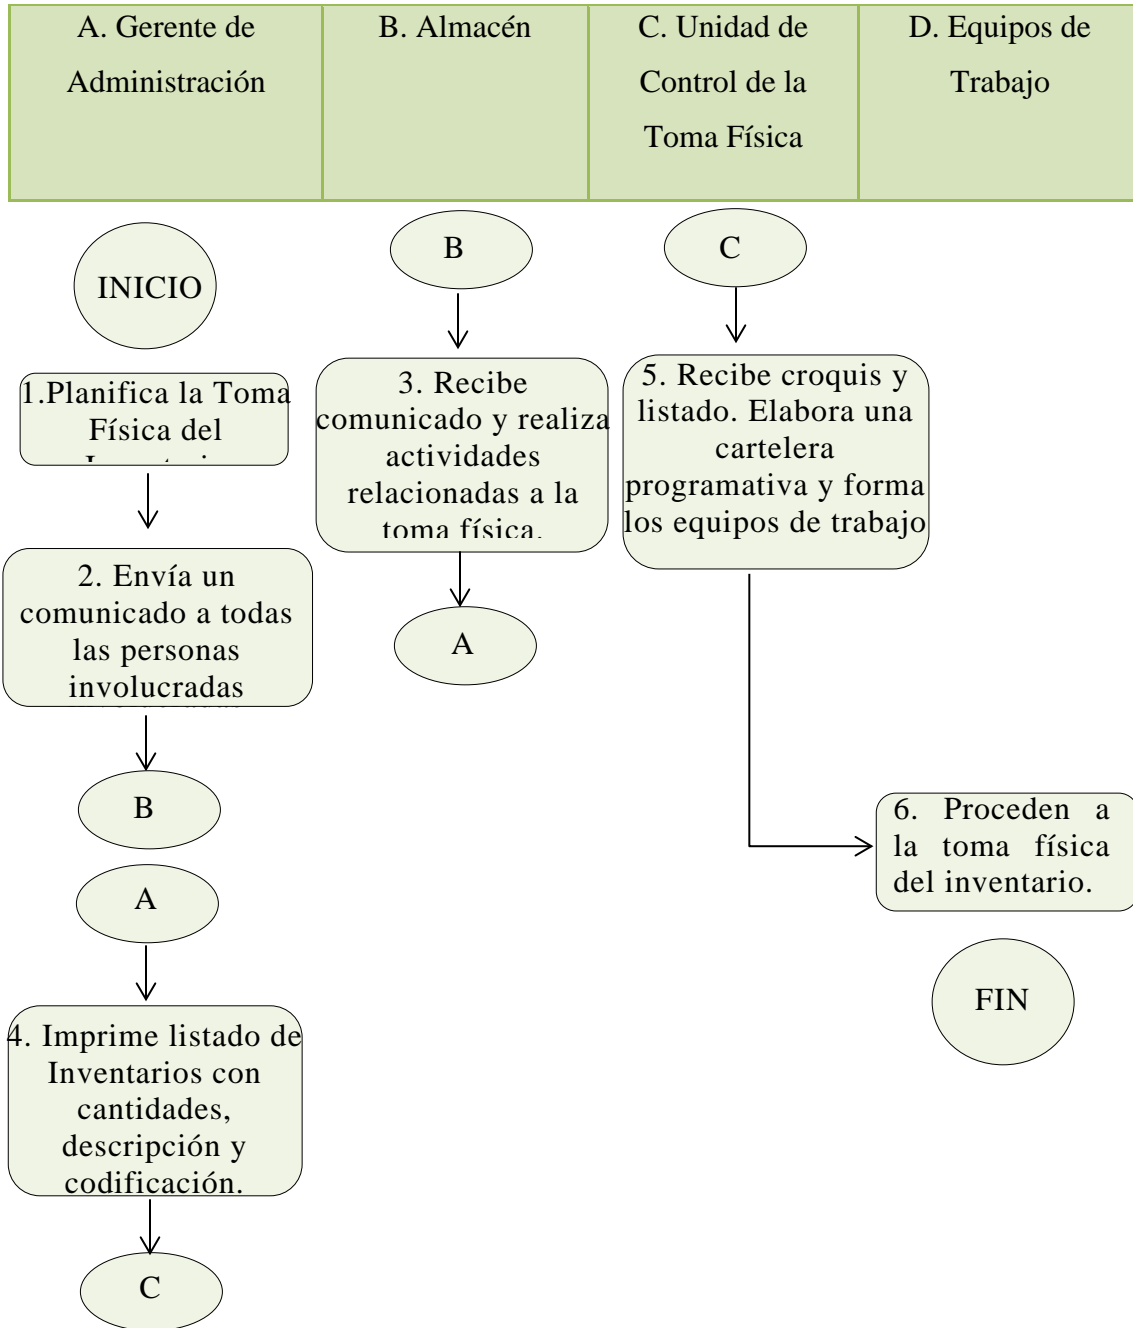 A. Gerente de
Administración
B. Almacén
C. Unidad de
Control de la
Toma Física
D. Equipos de
Trabajo
INICIO
1.Planifica la Toma
Física del
2. Envía un
comunicado a todas
las personas
involucradas
B
A
4. Imprime listado de
Inventarios con
cantidades,
descripción y
codificación.
C
B
3. Recibe
comunicado y realiza
actividades
relacionadas a la
toma física.
A
C
5. Recibe croquis y
listado. Elabora una
cartelera
programativa y forma
los equipos de trabajo
6. Proceden a
la toma física
del inventario.
FIN